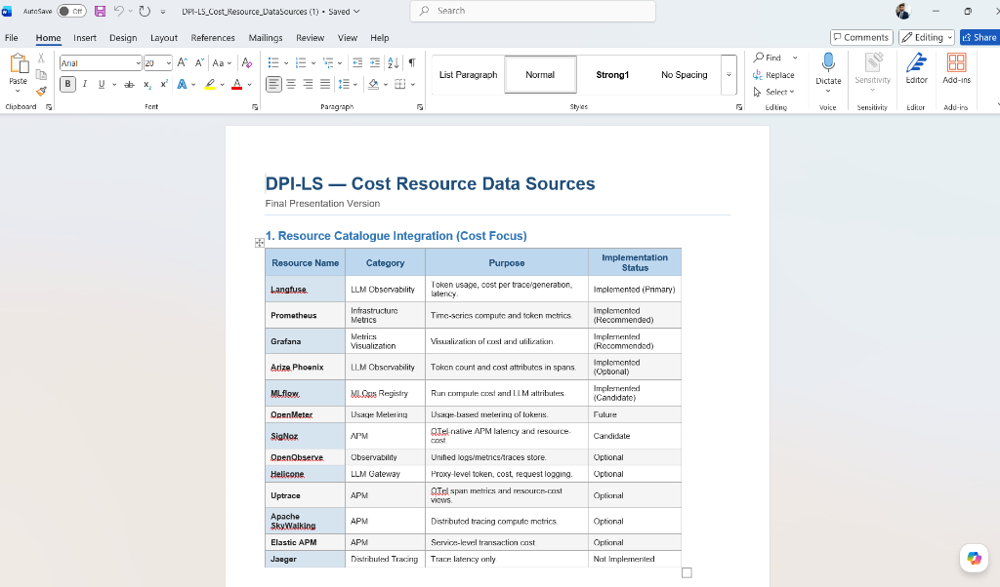 AutoSave Off DPI-LS_Cost_Resource_DataSources (1) • Saved Search
File Home Insert Design Layout References Mailings Review View Help Comments Editing Share
Paste
Clipboard
Arial 20
Font
Paragraph
List Paragraph Normal Strong1 No Spacing
Styles
Find
Replace
Select
Editing
Dictate
Voice
Sensitivity
Sensitivity
Editor
Editor
Add-ins
Add-ins
DPI-LS — Cost Resource Data Sources
Final Presentation Version
1. Resource Catalogue Integration (Cost Focus)
Resource Name Category Purpose Implementation Status
Langfuse LLM Observability Token usage, cost per trace/generation, latency. Implemented (Primary)
Prometheus Infrastructure Metrics Time-series compute and token metrics. Implemented (Recommended)
Grafana Metrics Visualization Visualization of cost and utilization. Implemented (Recommended)
Arize Phoenix LLM Observability Token count and cost attributes in spans. Implemented (Optional)
MLflow MLOps Registry Run compute cost and LLM attributes. Implemented (Candidate)
OpenMeter Usage Metering Usage-based metering of tokens. Future
SigNoz APM OTel-native APM latency and resource-cost. Candidate
OpenObserve Observability Unified logs/metrics/traces store. Optional
Helicone LLM Gateway Proxy-level token, cost, request logging. Optional
Uptrace APM OTel span metrics and resource-cost views. Optional
Apache SkyWalking APM Distributed tracing compute metrics. Optional
Elastic APM APM Service-level transaction cost. Optional
Jaeger Distributed Tracing Trace latency only. Not Implemented